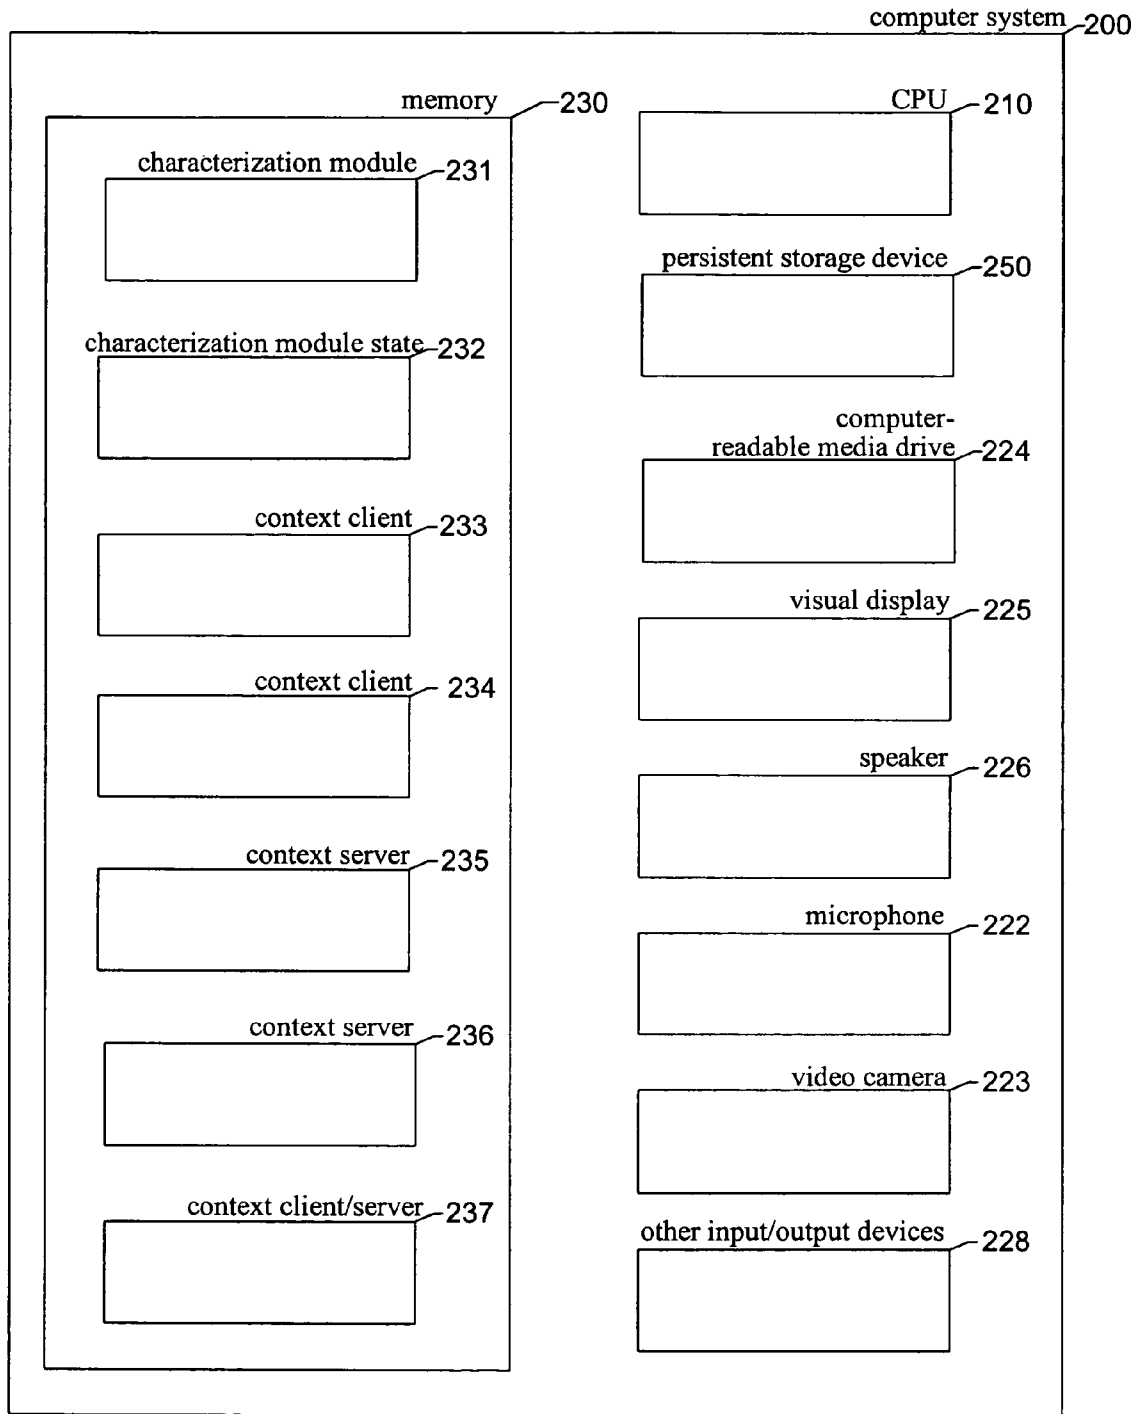 computer system 200
memory 230
characterization module 231
characterization module state 232
context client 233
context client 234
context server 235
context server 236
context client/server 237
CPU 210
persistent storage device 250
computer-
readable media drive 224
visual display 225
speaker 226
microphone 222
video camera 223
other input/output devices 228